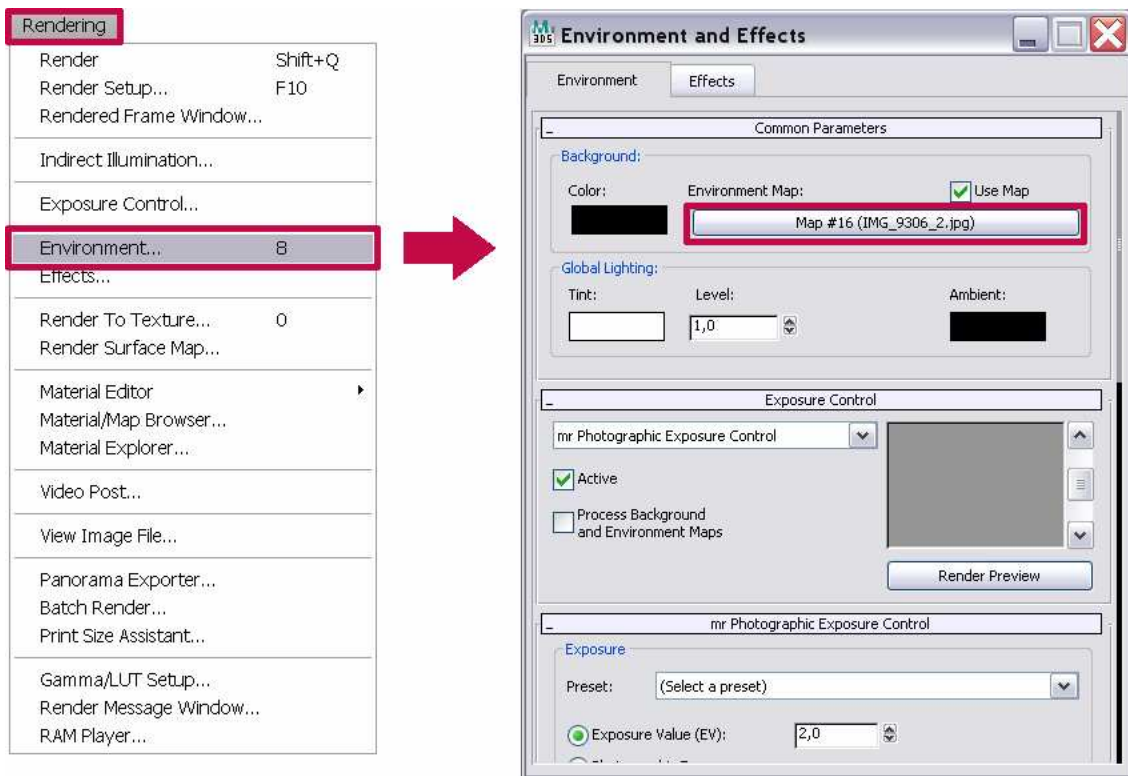 Rendering
Render Shift+Q
Render Setup... F10
Rendered Frame Window...
Indirect Illumination...
Exposure Control...
Environment... 8
Effects...
Render To Texture... 0
Render Surface Map...
Material Editor
Material/Map Browser...
Material Explorer...
Video Post...
View Image File...
Panorama Exporter...
Batch Render...
Print Size Assistant...
Gamma/LUT Setup...
Render Message Window...
RAM Player...
3DS Environment and Effects
Environment Effects
Common Parameters
Background:
Color: Environment Map: Use Map
Map #16 (IMG_9306_2.jpg)
Global Lighting:
Tint: Level: Ambient:
1,0
Exposure Control
mr Photographic Exposure Control
Active
Process Background
and Environment Maps
Render Preview
mr Photographic Exposure Control
Exposure
Preset: (Select a preset)
Exposure Value (EV): 2,0